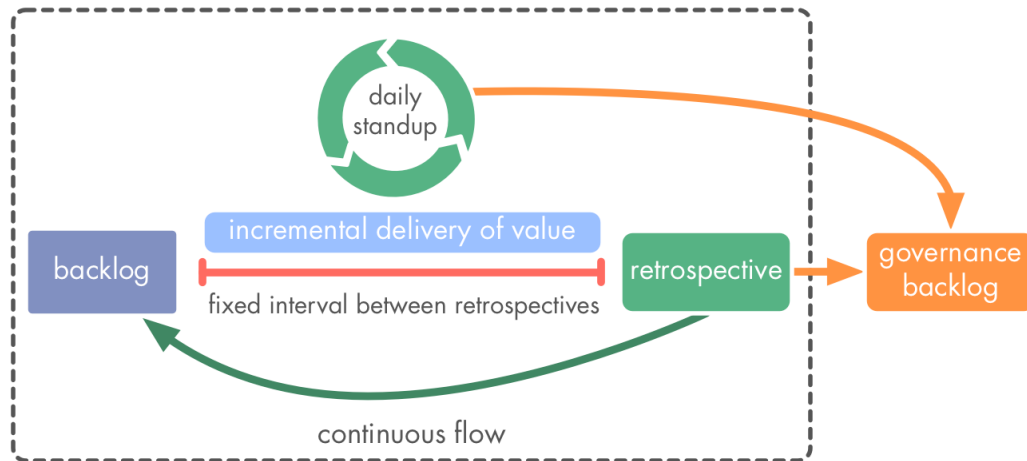 daily
standup
incremental delivery of value
backlog
fixed interval between retrospectives
retrospective
governance
backlog
continuous flow